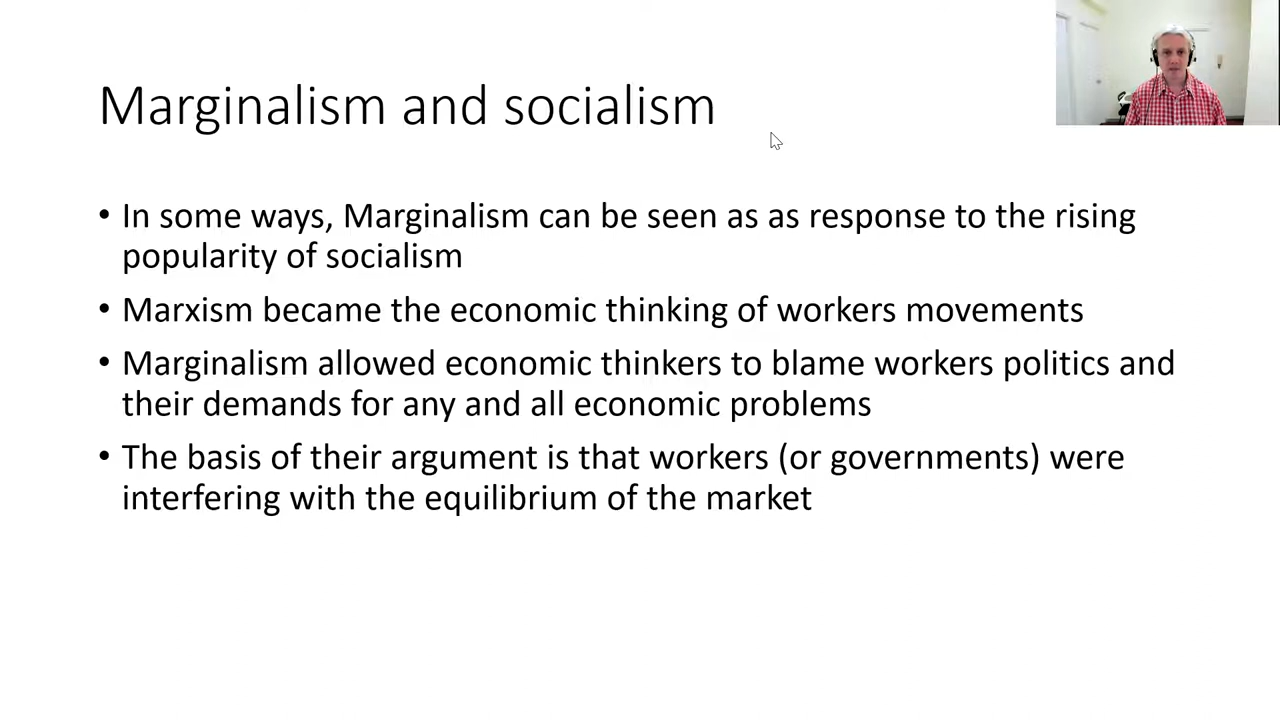 Marginalism and socialism
• In some ways, Marginalism can be seen as as response to the rising
popularity of socialism
• Marxism became the economic thinking of workers movements
• Marginalism allowed economic thinkers to blame workers politics and
their demands for any and all economic problems
• The basis of their argument is that workers (or governments) were
interfering with the equilibrium of the market